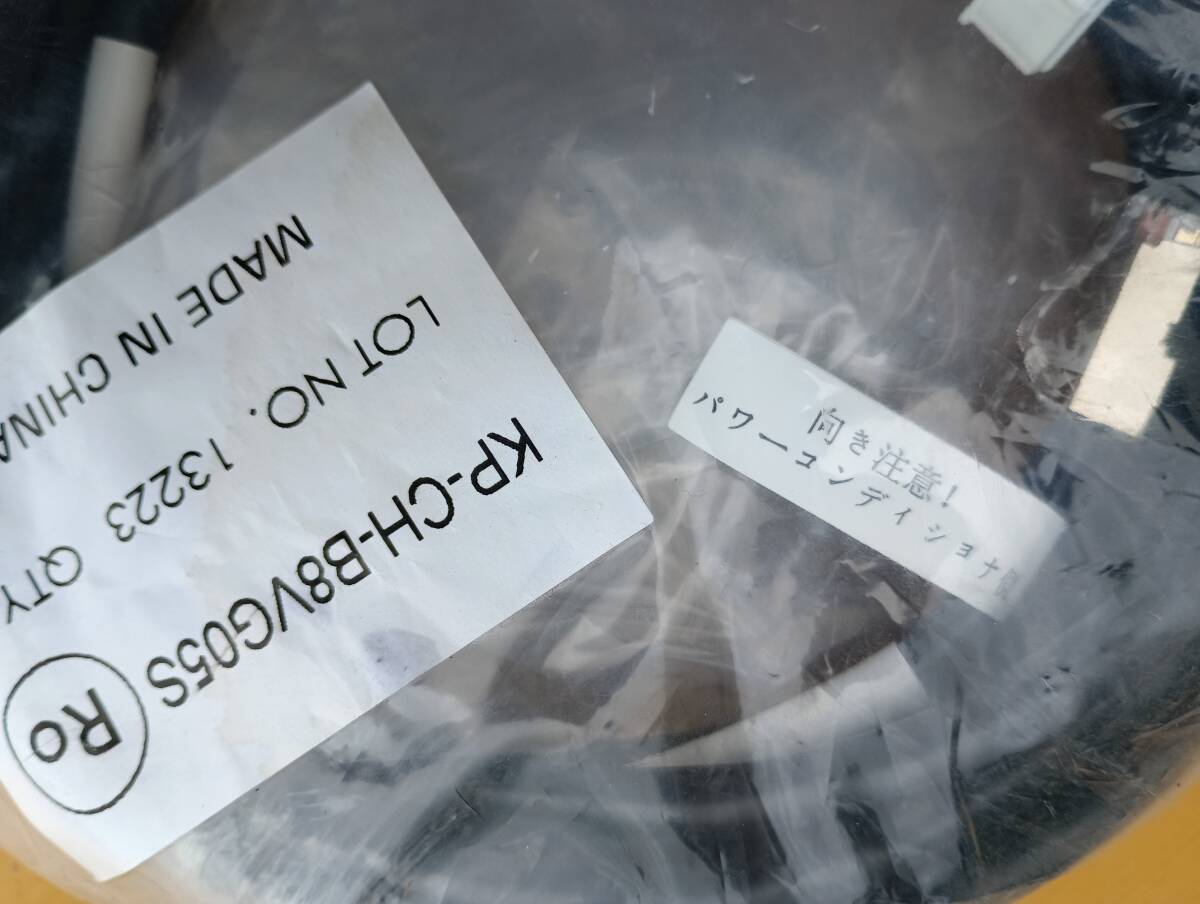 KP-CH-B8VG05S Ro
LOT NO. 13223 QTY
MADE IN CHINA
向き注意!
パワーコンディショナ